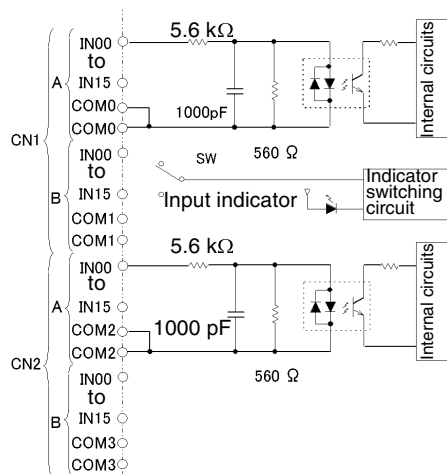 5.6 kΩ
IN00
to
A
IN15
COM0
COM0
1000pF
560 Ω
Internal circuits
CN1
IN00
to
B
IN15
COM1
COM1
SW
Input indicator
Indicator
switching
circuit
5.6 kΩ
IN00
to
A
IN15
COM2
COM2
1000 pF
560 Ω
Internal circuits
CN2
IN00
to
B
IN15
COM3
COM3